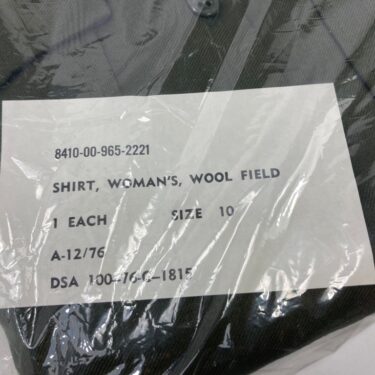 8410-00-965-2221
SHIRT, WOMAN'S, WOOL FIELD
1 EACH SIZE 10
A-12/76
DSA 100-76-C-1815